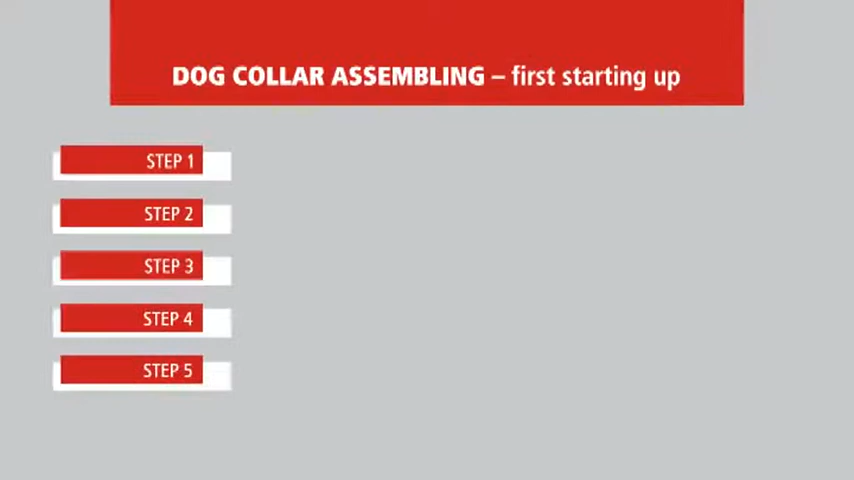 DOG COLLAR ASSEMBLING – first starting up
STEP 1
STEP 2
STEP 3
STEP 4
STEP 5